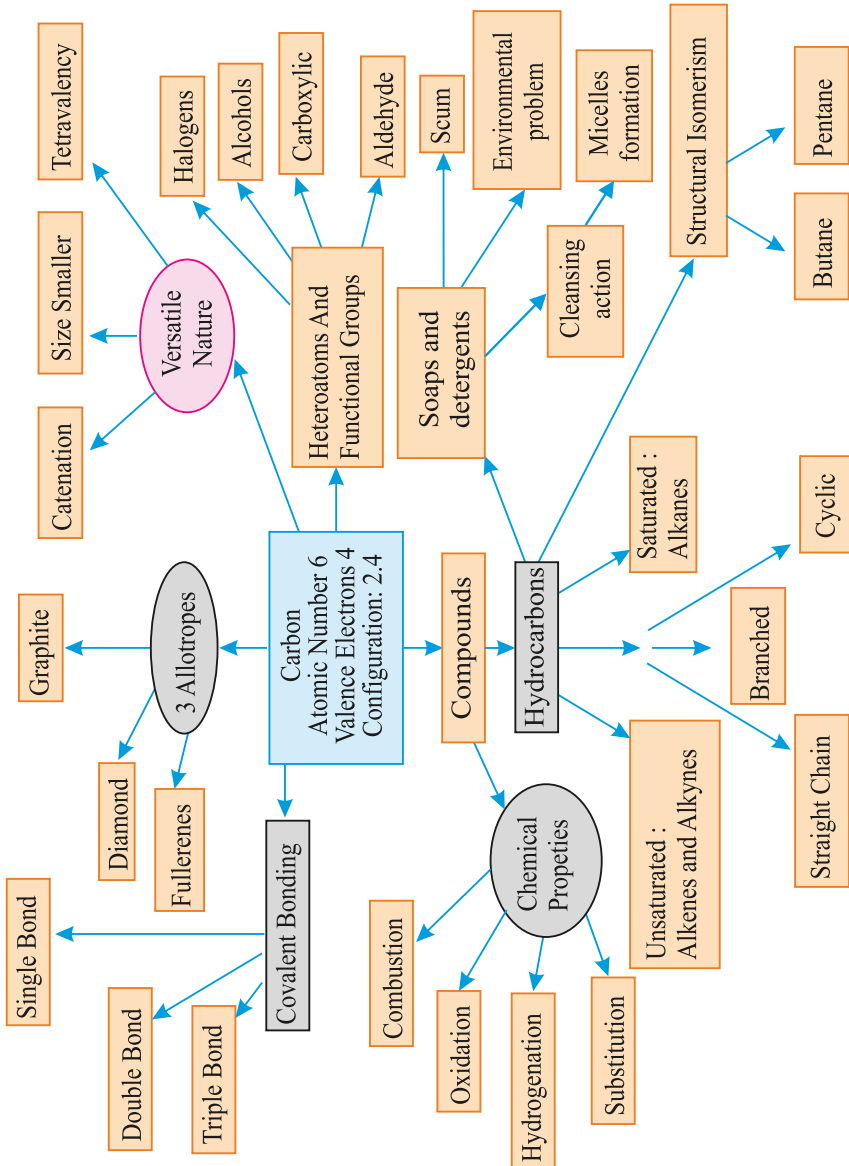 Single Bond
Double Bond
Triple Bond
Covalent Bonding
Diamond
Fullerenes
Graphite
3 Allotropes
Catenation
Size Smaller
Tetravalency
Versatile
Nature
Carbon
Atomic Number 6
Valence Electrons 4
Configuration: 2.4
Heteroatoms And
Functional Groups
Halogens
Alcohols
Carboxylic
Aldehyde
Combustion
Oxidation
Hydrogenation
Substitution
Chemical
Propeties
Compounds
Hydrocarbons
Soaps and
detergents
Scum
Environmental
problem
Cleansing
action
Micelles
formation
Unsaturated :
Alkenes and Alkynes
Saturated :
Alkanes
Straight Chain
Branched
Cyclic
Structural Isomerism
Butane
Pentane